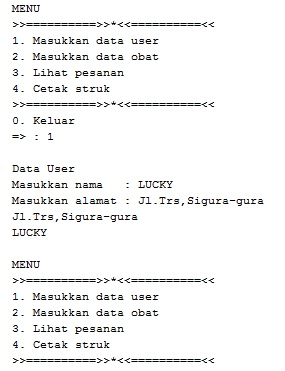 MENU
>>==========>>*<<==========<<
1. Masukkan data user
2. Masukkan data obat
3. Lihat pesanan
4. Cetak struk
>>==========>>*<<==========<<
0. Keluar
=> : 1
Data User
Masukkan nama   : LUCKY
Masukkan alamat : Jl.Trs,Sigura-gura
Jl.Trs,Sigura-gura
LUCKY
MENU
>>==========>>*<<==========<<
1. Masukkan data user
2. Masukkan data obat
3. Lihat pesanan
4. Cetak struk
>>==========>>*<<==========<<